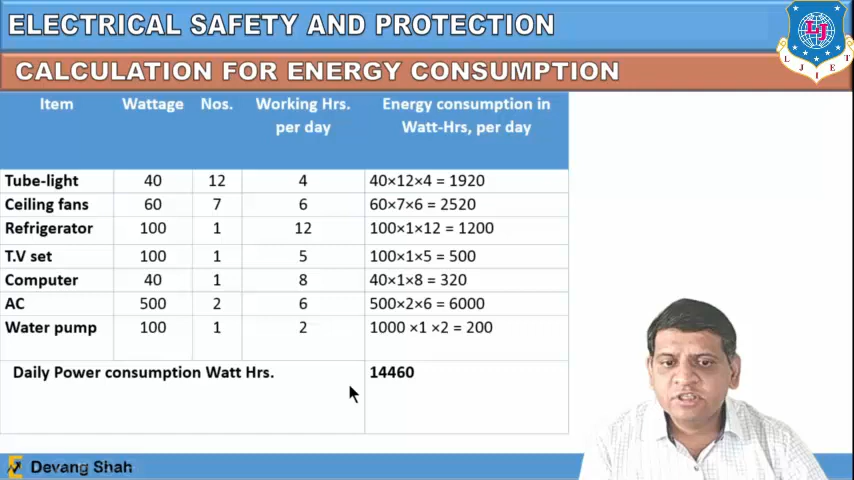 ELECTRICAL SAFETY AND PROTECTION
LJ
L J I E T
CALCULATION FOR ENERGY CONSUMPTION
Item Wattage Nos. Working Hrs. per day Energy consumption in Watt-Hrs, per day
Tube-light 40 12 4 40×12×4 = 1920
Ceiling fans 60 7 6 60×7×6 = 2520
Refrigerator 100 1 12 100×1×12 = 1200
T.V set 100 1 5 100×1×5 = 500
Computer 40 1 8 40×1×8 = 320
AC 500 2 6 500×2×6 = 6000
Water pump 100 1 2 1000 ×1 ×2 = 200
Daily Power consumption Watt Hrs. 14460
Devang Shah